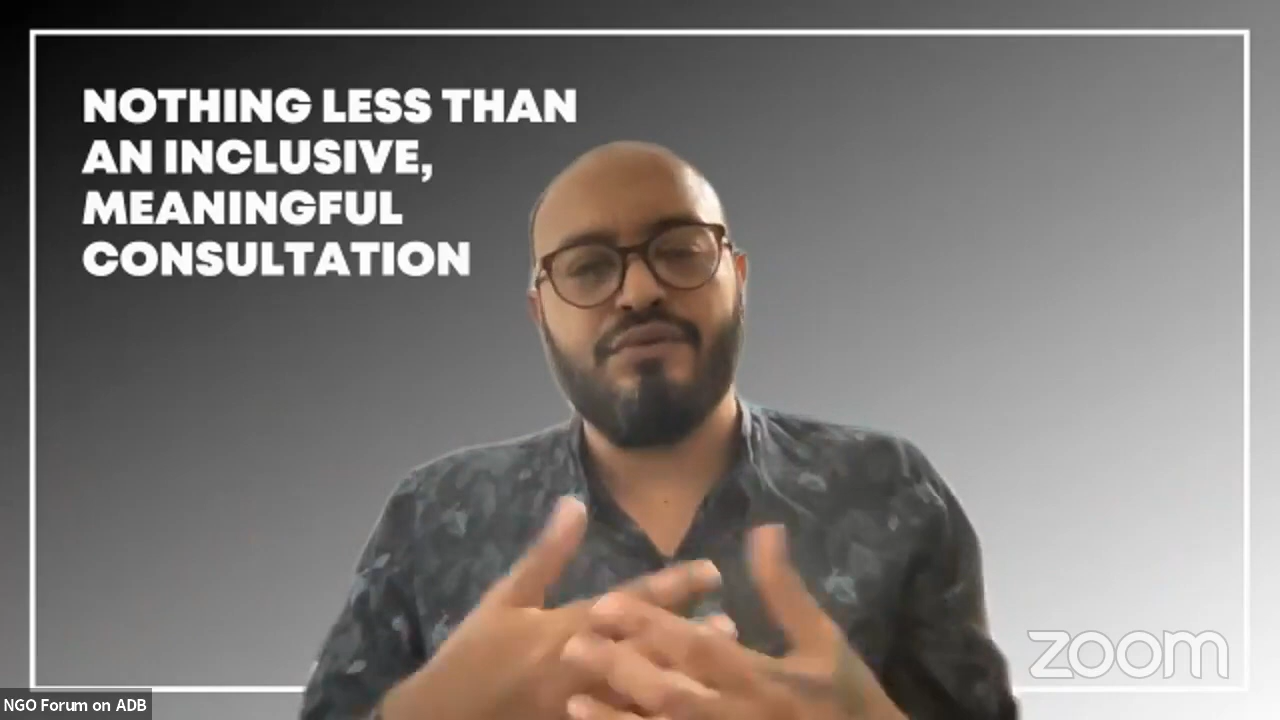 NOTHING LESS THAN
AN INCLUSIVE,
MEANINGFUL
CONSULTATION
zoom
NGO Forum on ADB